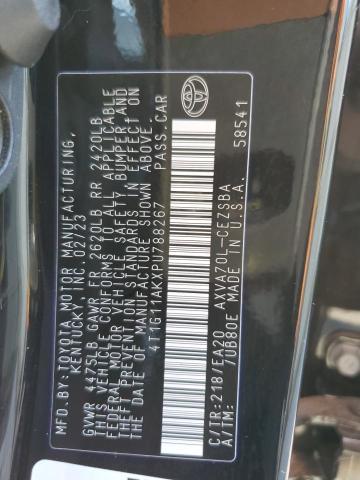 MFD.BY:TOYOTA MOTOR MANUFACTURING,
KENTUCKY, INC. 02/23
GVWR 4475LB GAWR FR 2620LB RR 2420LB
THIS VEHICLE CONFORMS TO ALL APPLICABLE
FEDERAL MOTOR VEHICLE SAFETY, BUMPER, AND
THEFT PREVENTION STANDARDS IN EFFECT ON
THE DATE OF MANUFACTURE SHOWN ABOVE.
4T1G11AKXPU788267 PASS.CAR
C/TR:218/EA20 AXVA70L-CEZSBA
A/TM: /UB80E MADE IN U.S.A.
58541